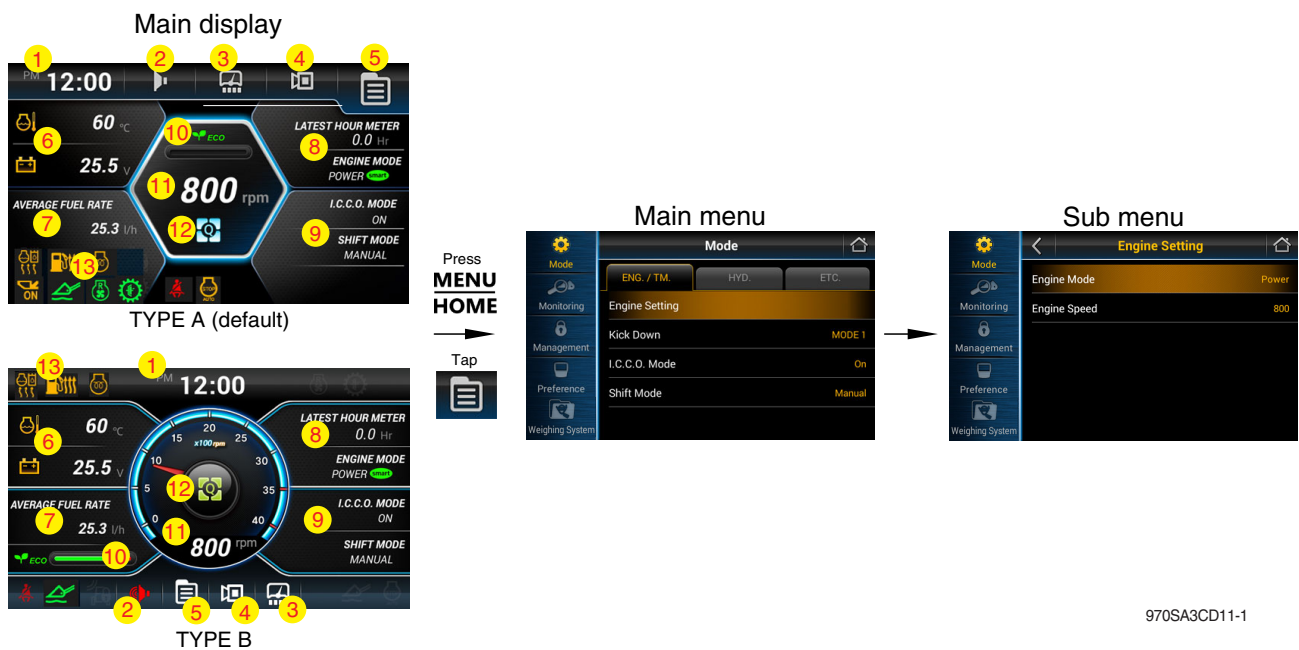 Main display
1 2 3 4 5
PM 12:00
6 60 °C
25.5 V
10 ECO
LATEST HOUR METER
8 0.0 Hr
ENGINE MODE
POWER smart
11 800 rpm
AVERAGE FUEL RATE
7 25.3 l/h
12
I.C.C.O. MODE
ON
9
SHIFT MODE
MANUAL
13
ON
STOP
AUTO
TYPE A (default)
13 1
PM 12:00
6 60 °C
25.5 V
LATEST HOUR METER
8 0.0 Hr
ENGINE MODE
POWER smart
0 5 10 15 20 25 30 35 40
x100 rpm
12
AVERAGE FUEL RATE
7 25.3 l/h
ECO 10
11
800 rpm
I.C.C.O. MODE
ON
9
SHIFT MODE
MANUAL
2 5 4 3
TYPE B
Press
MENU
HOME
Tap
Main menu
Mode
Mode
Monitoring
Management
Preference
Weighing System
ENG. / TM. HYD. ETC.
Engine Setting
Kick Down MODE 1
I.C.C.O. Mode On
Shift Mode Manual
Sub menu
Engine Setting
Mode
Monitoring
Management
Preference
Weighing System
Engine Mode Power
Engine Speed 800
970SA3CD11-1